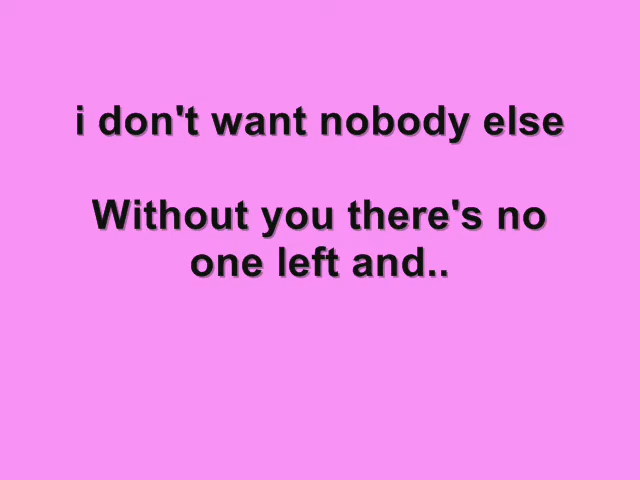 i don't want nobody else
Without you there's no
one left and..